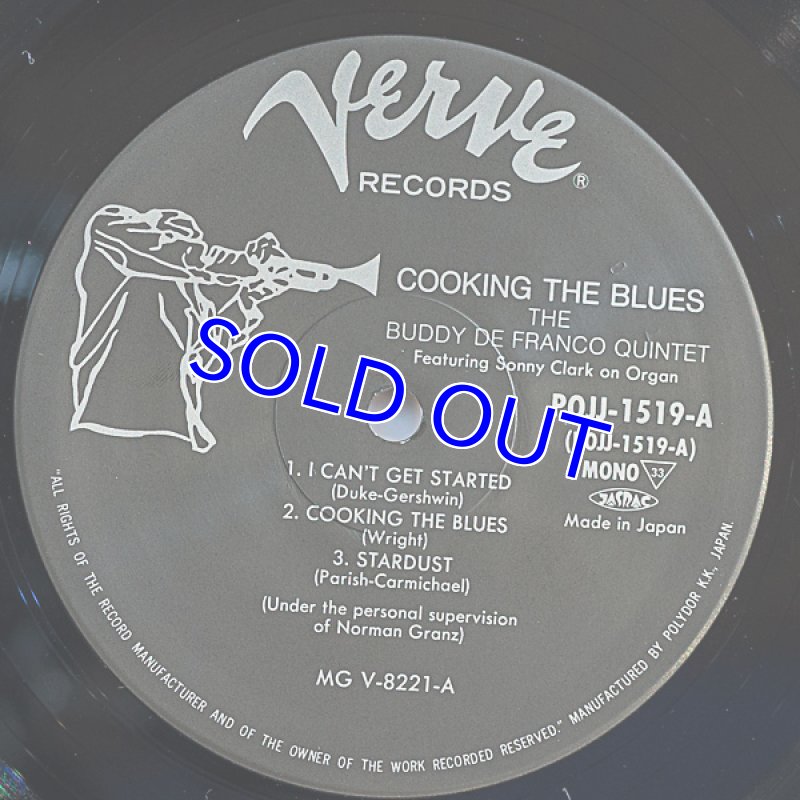 Verve
®
RECORDS
COOKING THE BLUES
THE
BUDDY DE FRANCO QUINTET
Featuring Sonny Clark on Organ
SOLD OUT
POJJ-1519-A
(POJJ-1519-A)
MONO 33
JASRAC
Made in Japan
1. I CAN'T GET STARTED
(Duke-Gershwin)
2. COOKING THE BLUES
(Wright)
3. STARDUST
(Parish-Carmichael)
(Under the personal supervision
of Norman Granz)
MG V-8221-A
"ALL RIGHTS OF THE RECORD MANUFACTURER AND OF THE OWNER OF THE WORK RECORDED RESERVED." MANUFACTURED BY POLYDOR K.K., JAPAN.